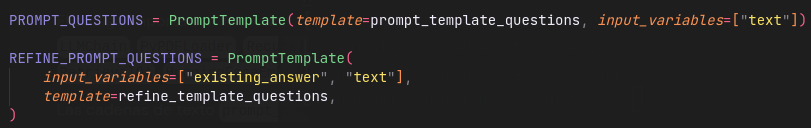 PROMPT_QUESTIONS = PromptTemplate(template=prompt_template_questions, input_variables=["text"])
REFINE_PROMPT_QUESTIONS = PromptTemplate(
    input_variables=["existing_answer", "text"],
    template=refine_template_questions,
)